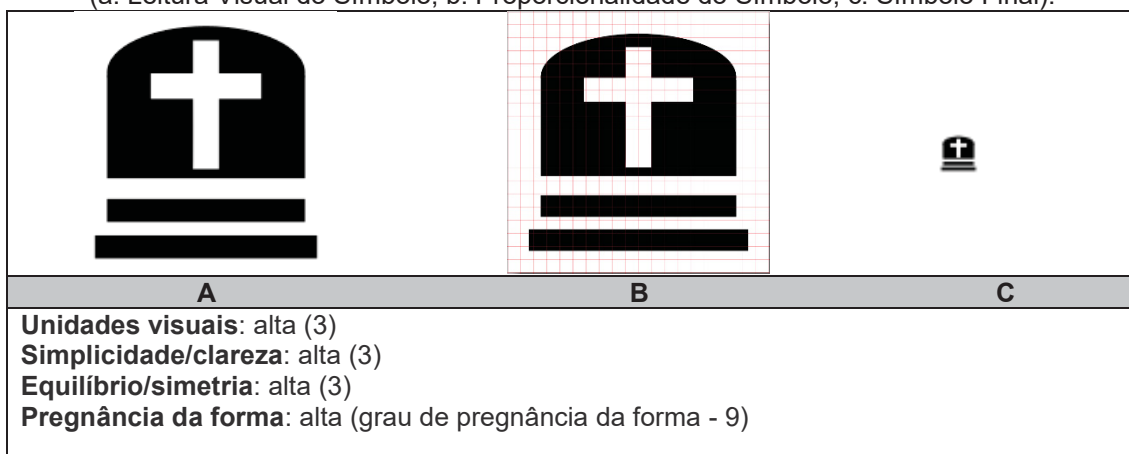 (a. Leitura Visual do Símbolo; b. Proporcionalidade do Símbolo; c. Símbolo Final).
A B C
Unidades visuais: alta (3)
Simplicidade/clareza: alta (3)
Equilíbrio/simetria: alta (3)
Pregnância da forma: alta (grau de pregnância da forma - 9)